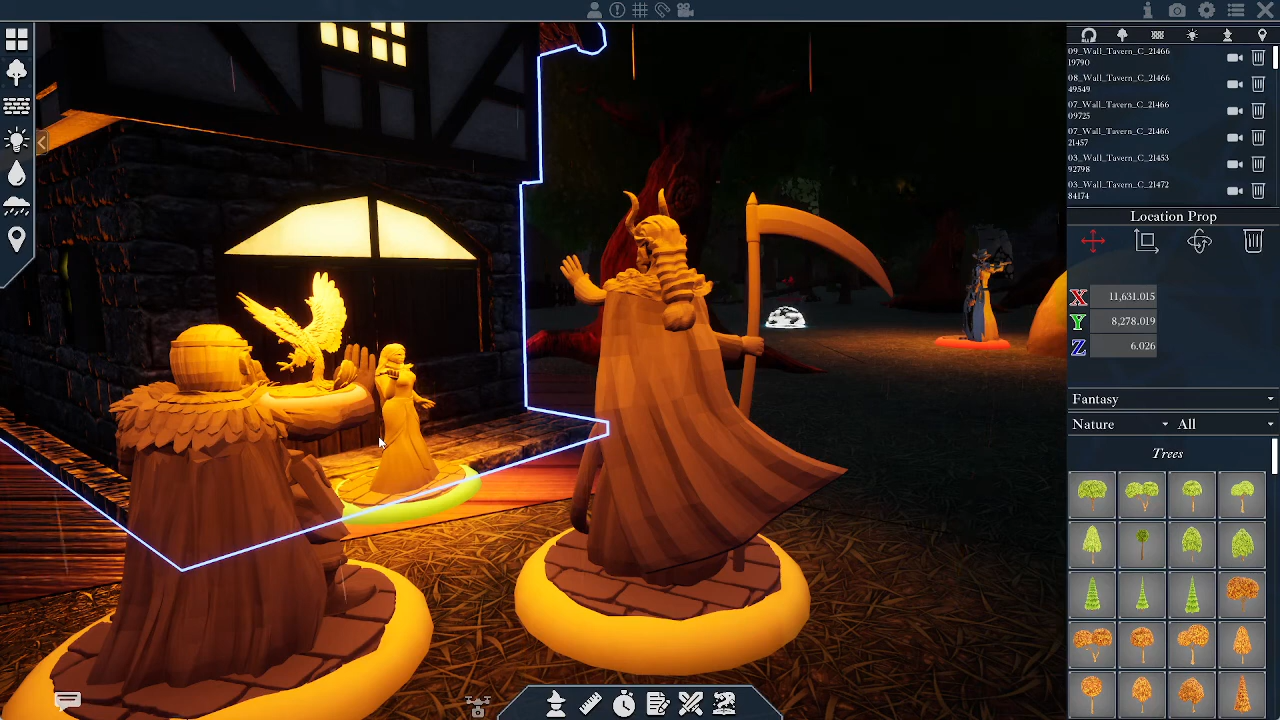 09_Wall_Tavern_C_21466
19790
08_Wall_Tavern_C_21466
49549
07_Wall_Tavern_C_21466
09725
07_Wall_Tavern_C_21466
21457
03_Wall_Tavern_C_21453
92798
03_Wall_Tavern_C_21472
84174
Location Prop
X 11,631.015
Y 8,278.019
Z 6.026
Fantasy
Nature All
Trees